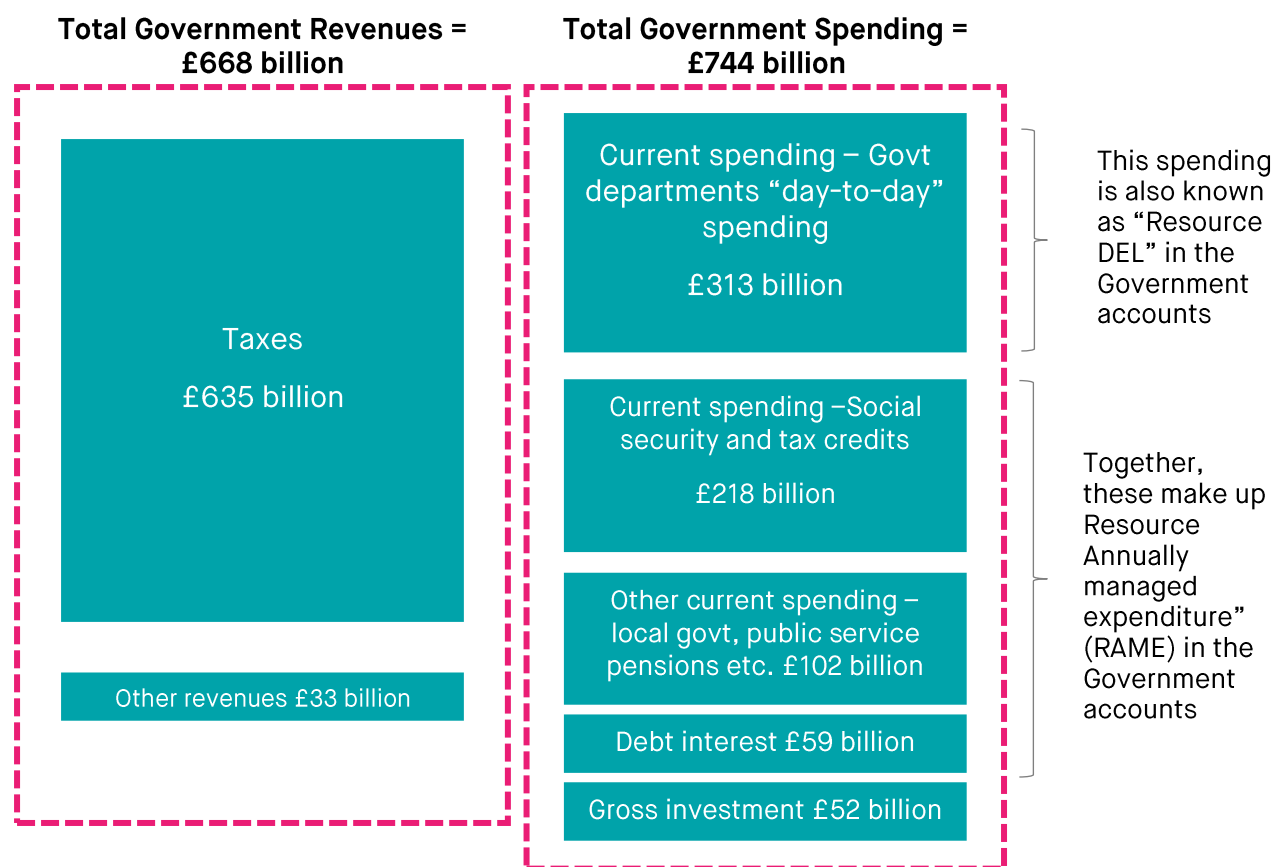 Total Government Revenues =
£668 billion
Taxes
£635 billion
Other revenues £33 billion
Total Government Spending =
£744 billion
Current spending – Govt
departments “day-to-day”
spending
£313 billion
This spending
is also known
as “Resource
DEL” in the
Government
accounts
Current spending –Social
security and tax credits
£218 billion
Other current spending –
local govt, public service
pensions etc. £102 billion
Debt interest £59 billion
Together,
these make up
Resource
Annually
managed
expenditure”
(RAME) in the
Government
accounts
Gross investment £52 billion